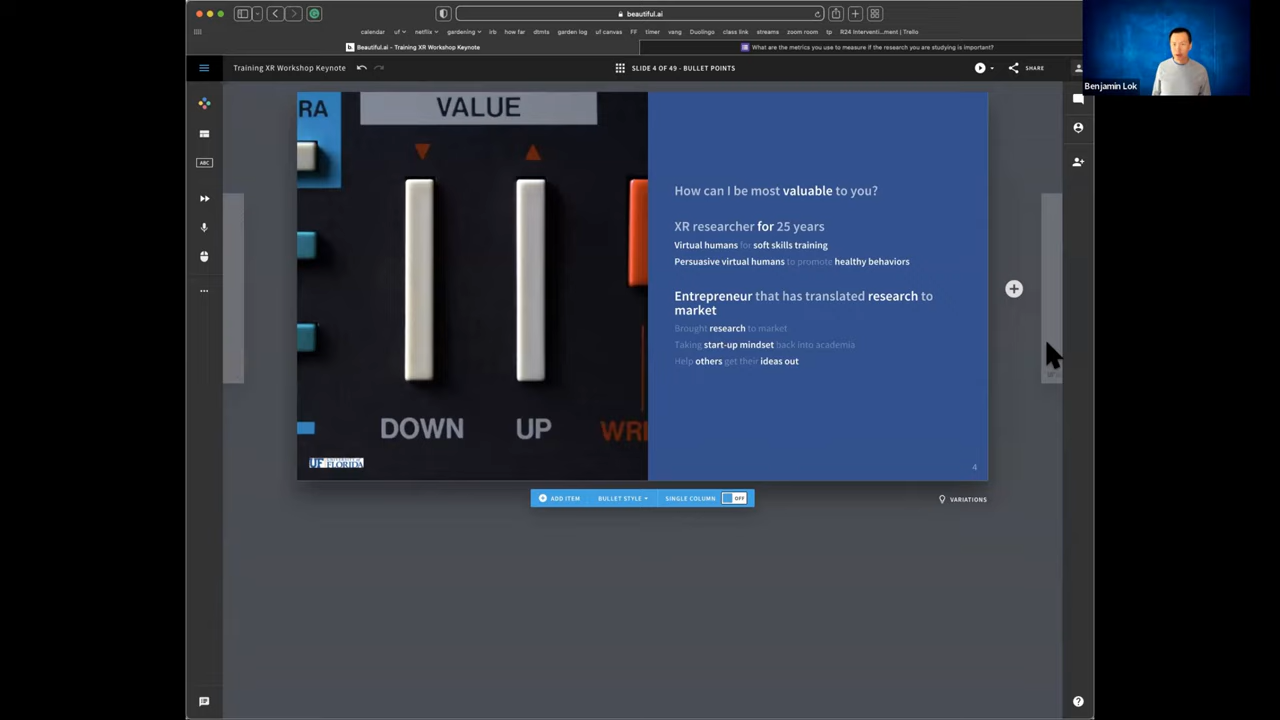 beautiful.ai
calendar uf netflix gardening irb how far dtmts garden log uf canvas FF timer vsng Duolingo class link streams zoom room R24 Interventi...ment | Trello
Beautiful.ai - Training XR Workshop Keynote
What are the metrics you use to measure if the research you are studying is important?
Training XR Workshop Keynote
SLIDE 4 OF 49 - BULLET POINTS
SHARE
Benjamin Lok
ABC
RA
VALUE
DOWN
UP
WRI
UF
FLORIDA
How can I be most valuable to you?
XR researcher for 25 years
Virtual humans for soft skills training
Persuasive virtual humans to promote healthy behaviors
Entrepreneur that has translated research to
market
Brought research to market
Taking start-up mindset back into academia
Help others get their ideas out
4
ADD ITEM
BULLET STYLE
SINGLE COLUMN
OFF
VARIATIONS